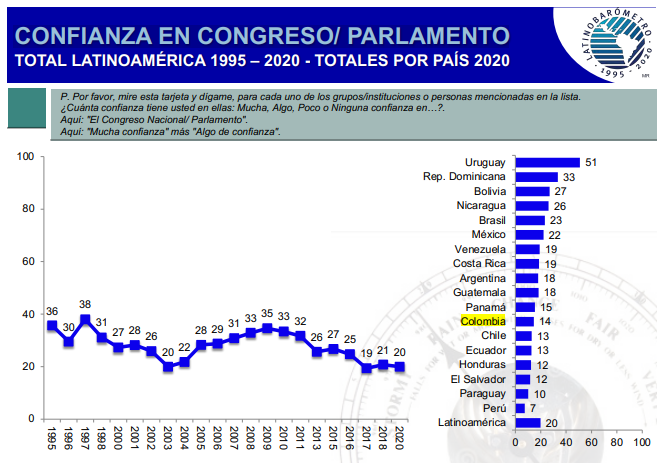 CONFIANZA EN CONGRESO/ PARLAMENTO
TOTAL LATINOAMÉRICA 1995 – 2020 - TOTALES POR PAÍS 2020
LATINOBARÓMETRO
- 1995 - 2020 -
MR
P. Por favor, mire esta tarjeta y dígame, para cada uno de los grupos/instituciones o personas mencionadas en la lista.
¿Cuánta confianza tiene usted en ellas: Mucha, Algo, Poco o Ninguna confianza en…?.
Aqui: "El Congreso Nacional/ Parlamento".
Aqui: "Mucha confianza" más "Algo de confianza".
100
80
60
40
20
0
36 30 38 31 27 28 26 20 22 28 29 31 33 35 33 32 26 27 25 19 21 20
1995 1996 1997 1998 2000 2001 2002 2003 2004 2005 2006 2007 2008 2009 2010 2011 2013 2015 2016 2017 2018 2020
Uruguay 51
Rep. Dominicana 33
Bolivia 27
Nicaragua 26
Brasil 23
México 22
Venezuela 19
Costa Rica 19
Argentina 18
Guatemala 18
Panamá 15
Colombia 14
Chile 13
Ecuador 13
Honduras 12
El Salvador 12
Paraguay 10
Perú 7
Latinoamérica 20
0 20 40 60 80 100